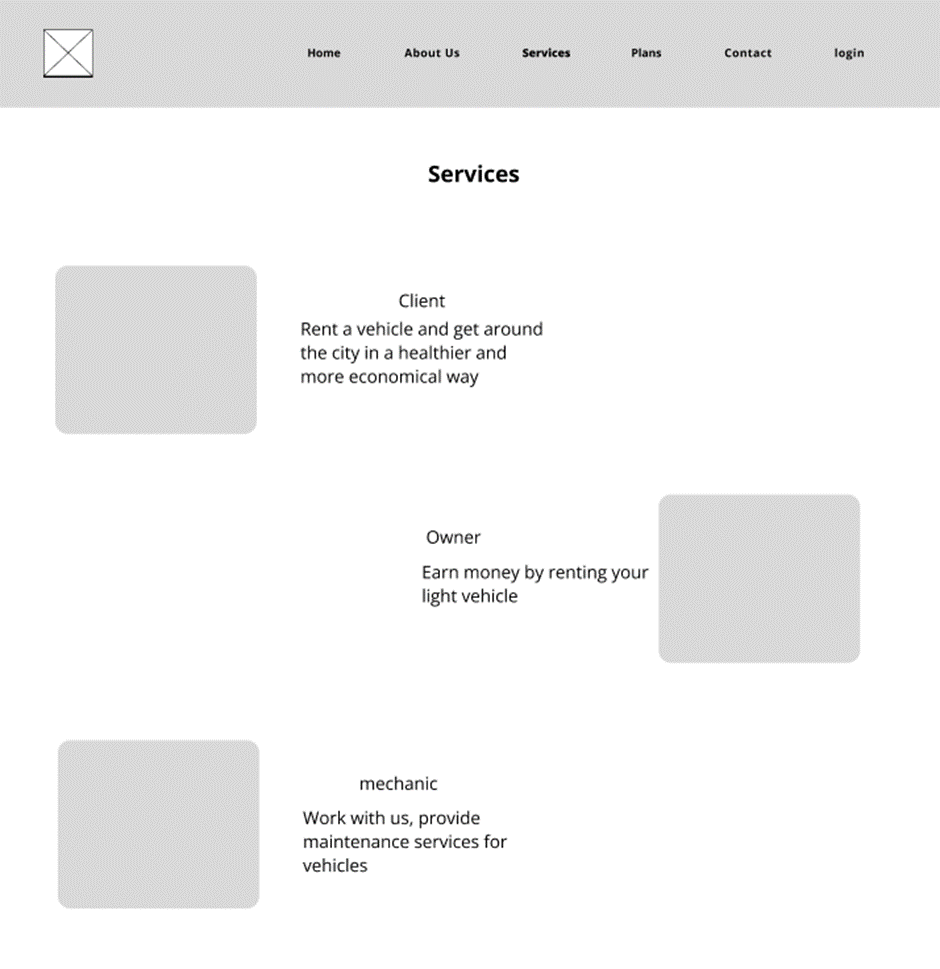 Home About Us Services Plans Contact login
Services
Client
Rent a vehicle and get around
the city in a healthier and
more economical way
Owner
Earn money by renting your
light vehicle
mechanic
Work with us, provide
maintenance services for
vehicles